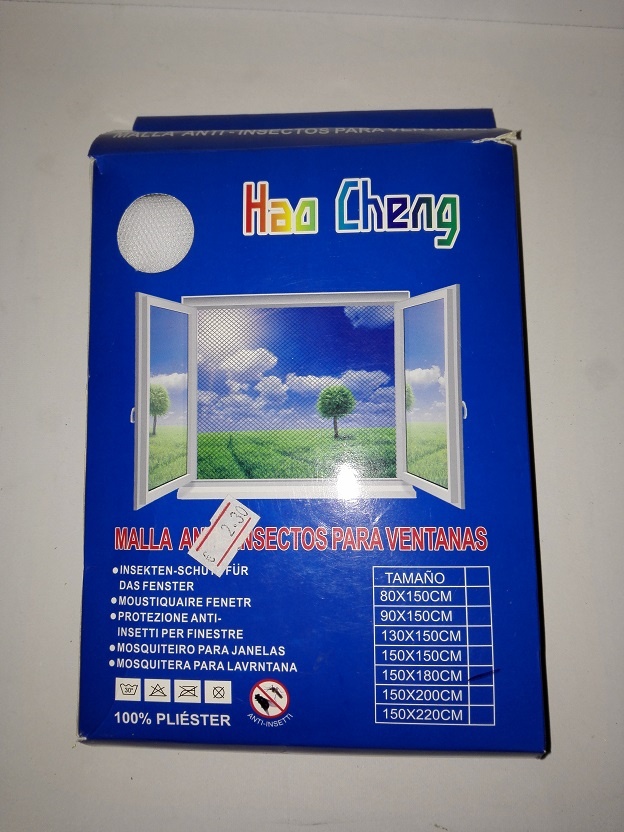 MALLA ANTI-INSECTOS PARA VENTANAS
Hao Cheng
€ 2.30
MALLA ANTI-INSECTOS PARA VENTANAS
●INSEKTEN-SCHUTZ FÜR
DAS FENSTER
●MOUSTIQUAIRE FENETR
●PROTEZIONE ANTI-
INSETTI PER FINESTRE
●MOSQUITEIRO PARA JANELAS
●MOSQUITERA PARA LAVRNTANA
30°
100% PLIÉSTER
ANTI-INSETTI
TAMAÑO
80X150CM
90X150CM
130X150CM
150X150CM
150X180CM
150X200CM
150X220CM